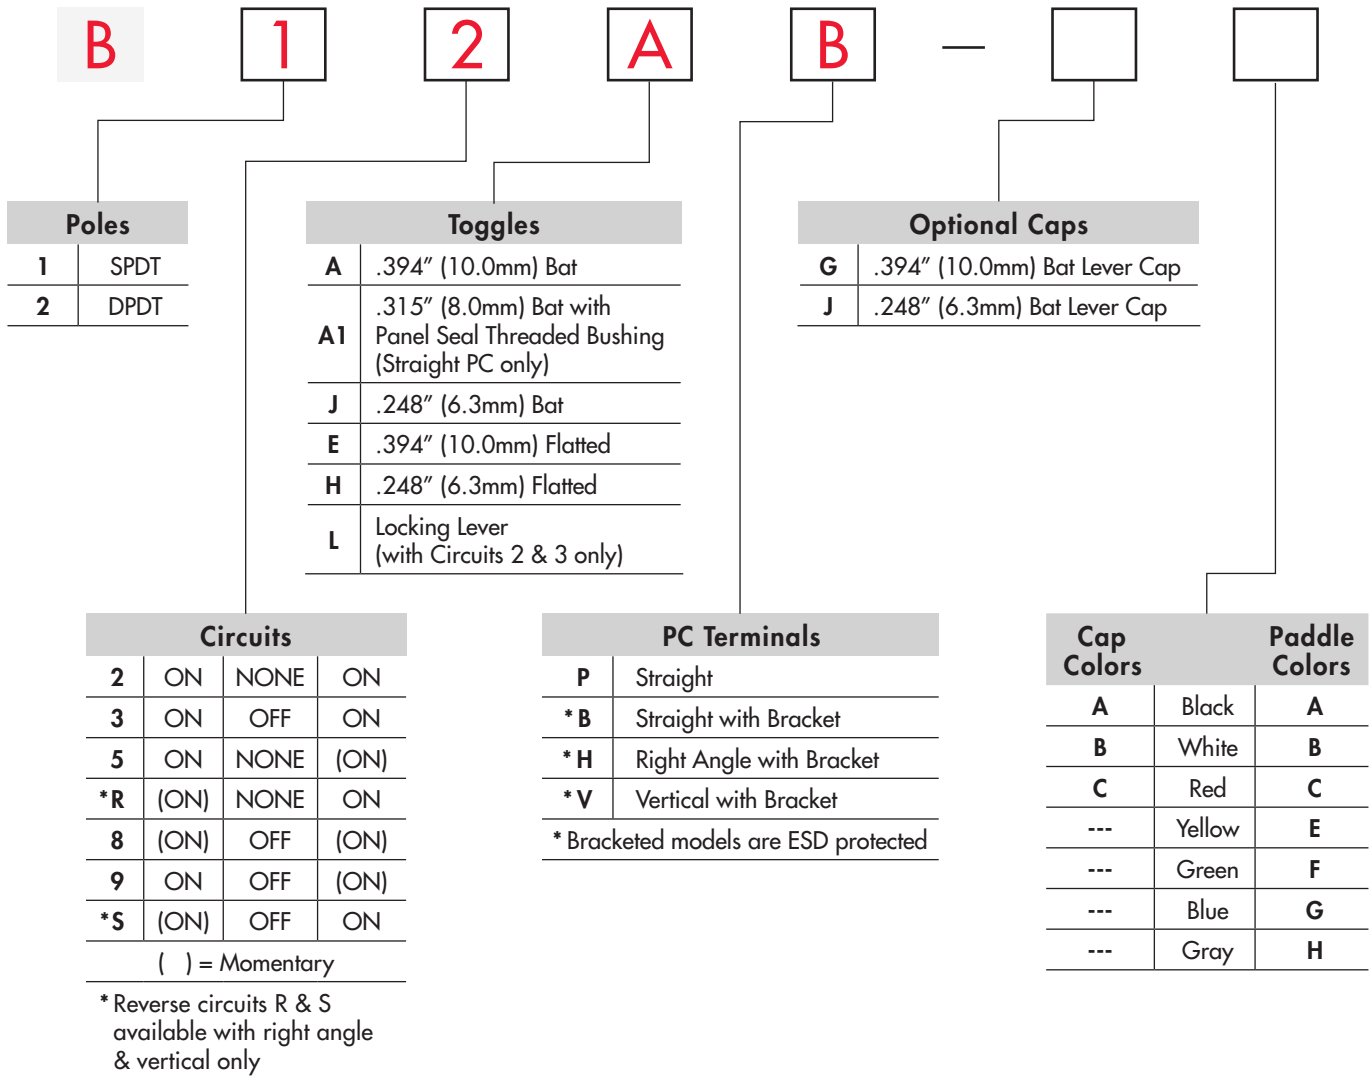 B 1 2 A B —
Poles
1 SPDT
2 DPDT
Toggles
A .394" (10.0mm) Bat
A1 .315" (8.0mm) Bat with
Panel Seal Threaded Bushing
(Straight PC only)
J .248" (6.3mm) Bat
E .394" (10.0mm) Flatted
H .248" (6.3mm) Flatted
L Locking Lever
(with Circuits 2 & 3 only)
Optional Caps
G .394" (10.0mm) Bat Lever Cap
J .248" (6.3mm) Bat Lever Cap
Circuits
2 ON NONE ON
3 ON OFF ON
5 ON NONE (ON)
*R (ON) NONE ON
8 (ON) OFF (ON)
9 ON OFF (ON)
*S (ON) OFF ON
( ) = Momentary
* Reverse circuits R & S
available with right angle
& vertical only
PC Terminals
P Straight
*B Straight with Bracket
*H Right Angle with Bracket
*V Vertical with Bracket
* Bracketed models are ESD protected
Cap Paddle
Colors Colors
A Black A
B White B
C Red C
--- Yellow E
--- Green F
--- Blue G
--- Gray H